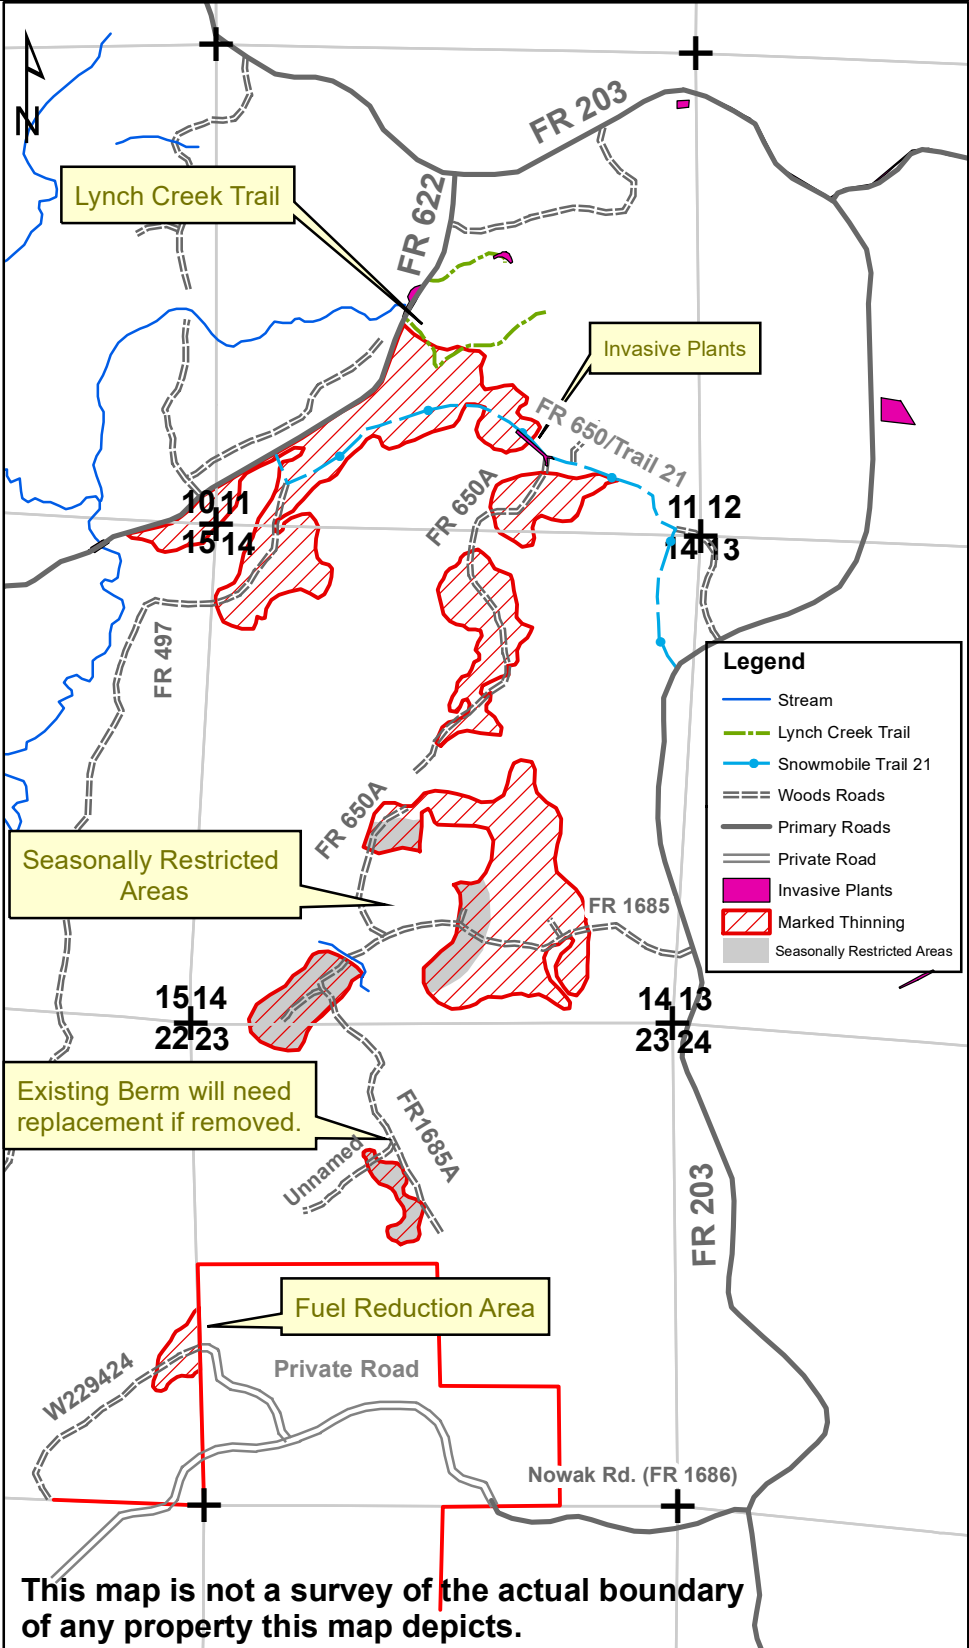 N
FR 203
Lynch Creek Trail
FR 622
Invasive Plants
FR 650/Trail 21
FR 650A
10 11
15 14
11 12
14 3
FR 497
Legend
Stream
Lynch Creek Trail
Snowmobile Trail 21
Woods Roads
Primary Roads
Private Road
Invasive Plants
Marked Thinning
Seasonally Restricted Areas
FR 650A
Seasonally Restricted
Areas
FR 1685
15 14
22 23
14 13
23 24
Existing Berm will need
replacement if removed.
FR1685A
Unnamed
FR 203
Fuel Reduction Area
Private Road
W229424
Nowak Rd. (FR 1686)
This map is not a survey of the actual boundary
of any property this map depicts.